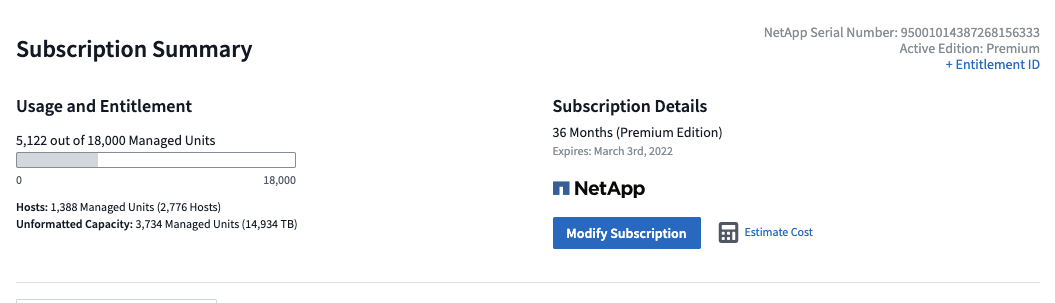 NetApp Serial Number: 95001014387268156333
Subscription Summary
Active Edition: Premium
+ Entitlement ID
Usage and Entitlement
Subscription Details
5,122 out of 18,000 Managed Units
36 Months (Premium Edition)
Expires: March 3rd, 2022
0
18,000
NetApp
Hosts: 1,388 Managed Units (2,776 Hosts)
Unformatted Capacity: 3,734 Managed Units (14,934 TB)
Modify Subscription
Estimate Cost